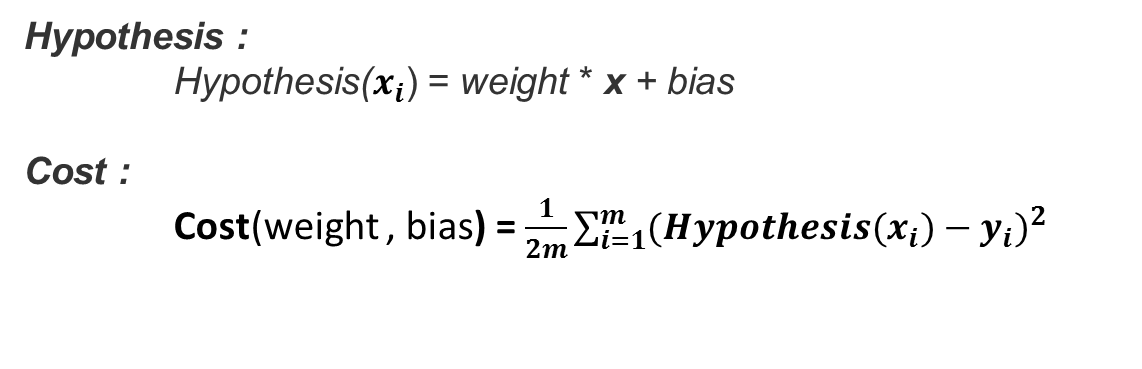 Hypothesis :
Hypothesis(xᵢ) = weight * x + bias
Cost :
Cost(weight , bias) = 1/2m ∑ᵢ₌₁ᵐ(Hypothesis(xᵢ) − yᵢ)²